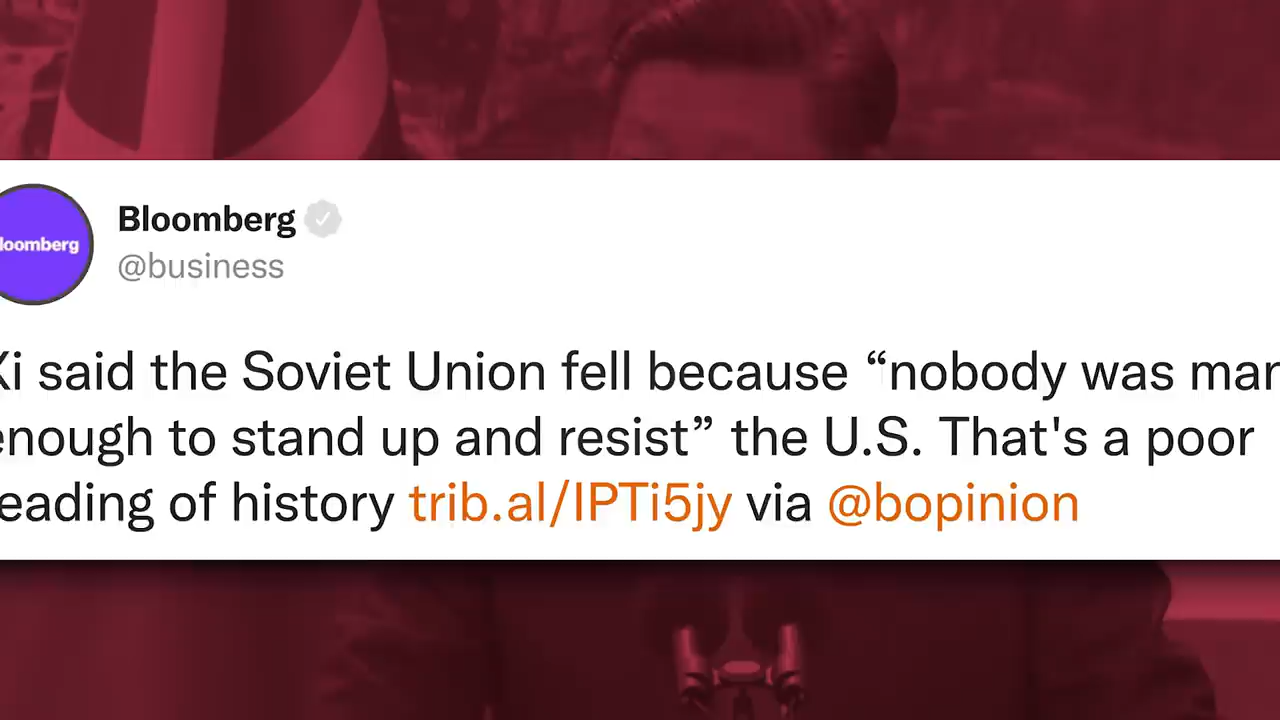 loomberg
Bloomberg
@business
Xi said the Soviet Union fell because “nobody was man
enough to stand up and resist” the U.S. That's a poor
eading of history trib.al/IPTi5jy via @bopinion